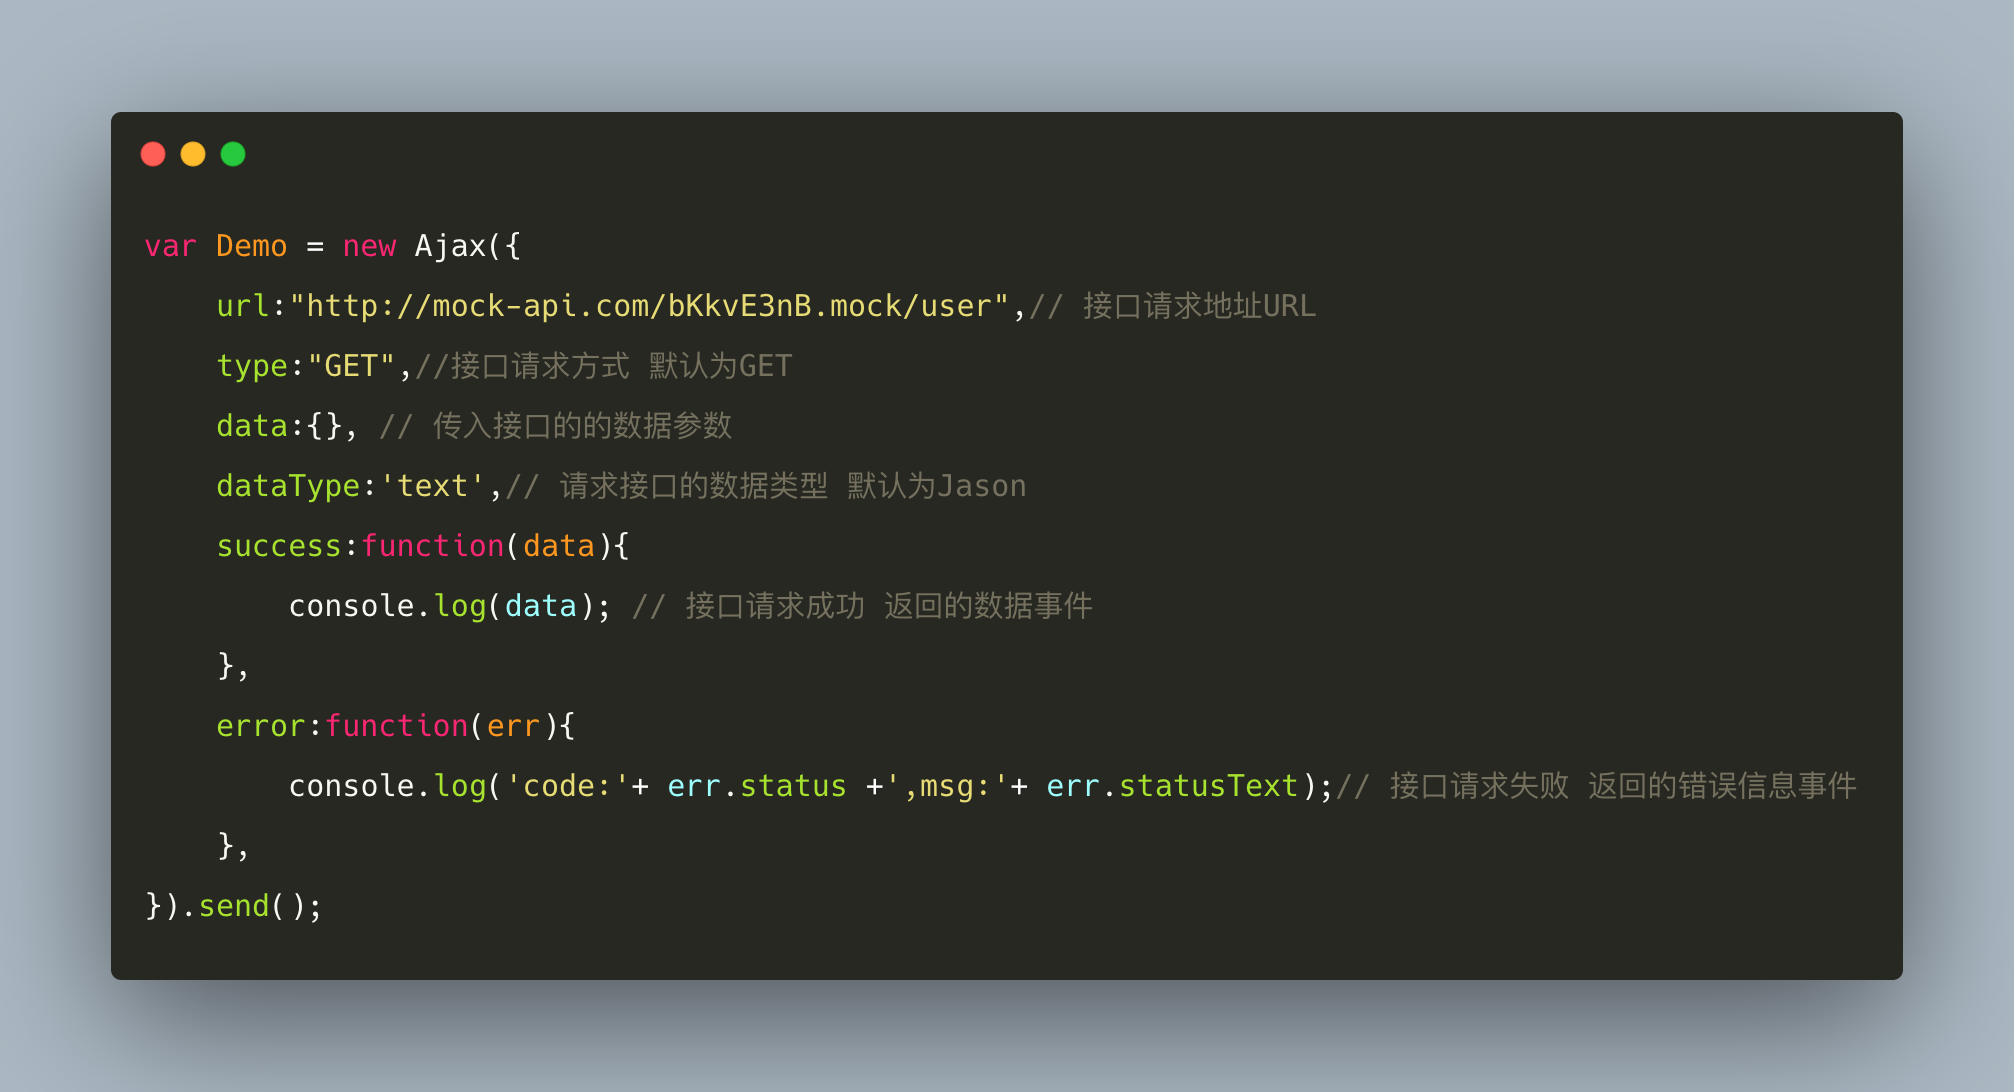 var Demo = new Ajax({
    url:"http://mock-api.com/bKkvE3nB.mock/user",// 接口请求地址URL
    type:"GET",//接口请求方式 默认为GET
    data:{}, // 传入接口的的数据参数
    dataType:'text',// 请求接口的数据类型 默认为Jason
    success:function(data){
        console.log(data); // 接口请求成功 返回的数据事件
    },
    error:function(err){
        console.log('code:'+ err.status +',msg:'+ err.statusText);// 接口请求失败 返回的错误信息事件
    },
}).send();